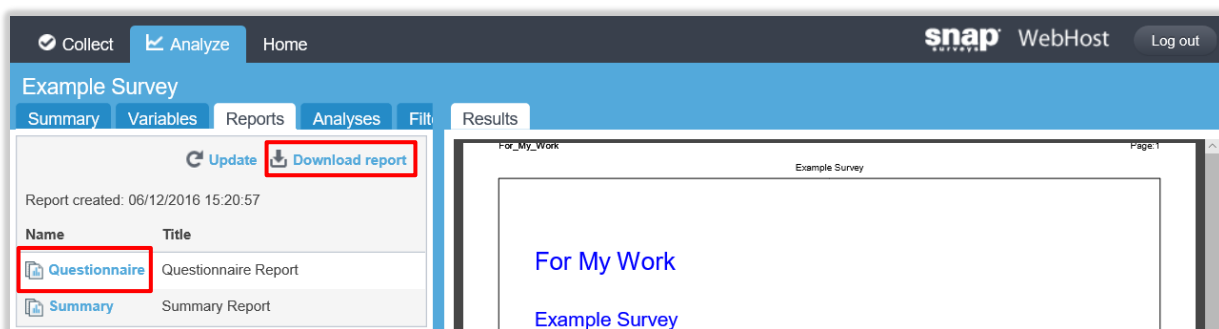 Collect Analyze Home snap surveys WebHost Log out
Example Survey
Summary Variables Reports Analyses Filt
Results
Update Download report
Report created: 06/12/2016 15:20:57
Name Title
Questionnaire Questionnaire Report
Summary Summary Report
For_My_Work Page:1
Example Survey
For My Work
Example Survey